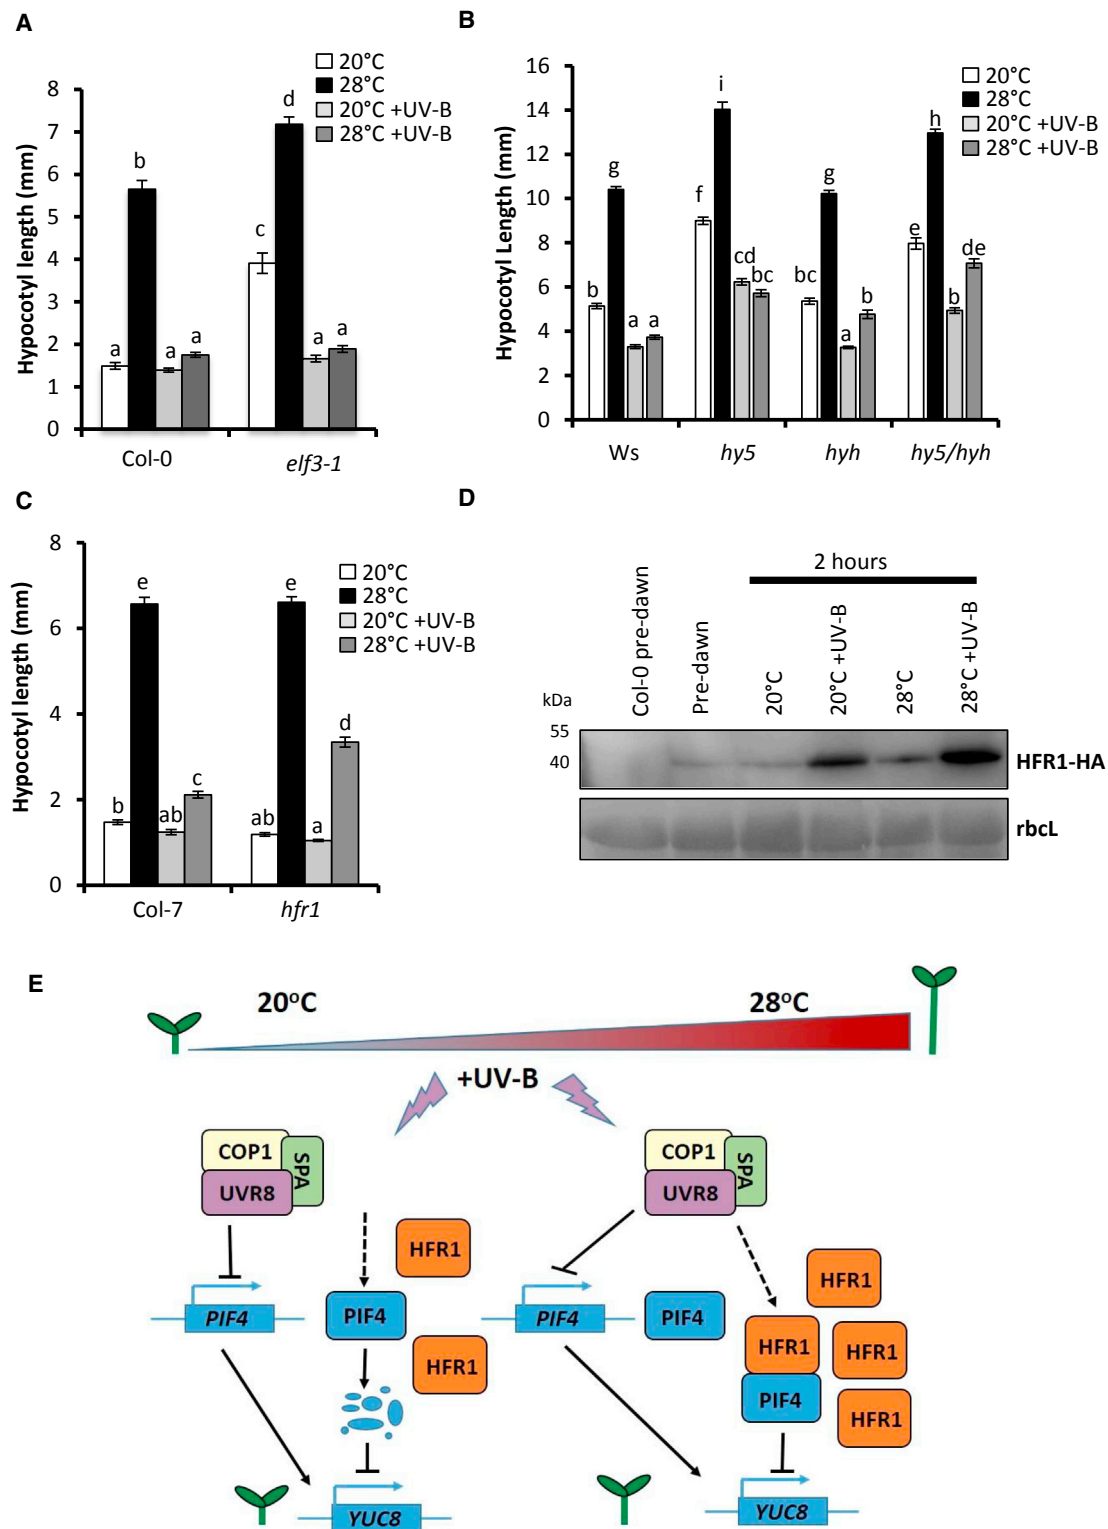 A
20°C
28°C
20°C +UV-B
28°C +UV-B
Hypocotyl length (mm)
8
7
6
5
4
3
2
1
0
a
b
a
a
c
d
a
a
Col-0
elf3-1
B
20°C
28°C
20°C +UV-B
28°C +UV-B
Hypocotyl Length (mm)
16
14
12
10
8
6
4
2
0
b
g
a
a
f
i
cd
bc
bc
g
a
b
e
h
b
de
Ws
hy5
hyh
hy5/hyh
C
20°C
28°C
20°C +UV-B
28°C +UV-B
Hypocotyl length (mm)
8
6
4
2
0
b
e
ab
c
ab
e
a
d
Col-7
hfr1
D
2 hours
Col-0 pre-dawn
Pre-dawn
20°C
20°C +UV-B
28°C
28°C +UV-B
kDa
55
40
HFR1-HA
rbcL
E
20°C
28°C
+UV-B
COP1
SPA
UVR8
COP1
SPA
UVR8
HFR1
HFR1
PIF4
PIF4
PIF4
PIF4
HFR1
HFR1
HFR1
PIF4
HFR1
YUC8
YUC8